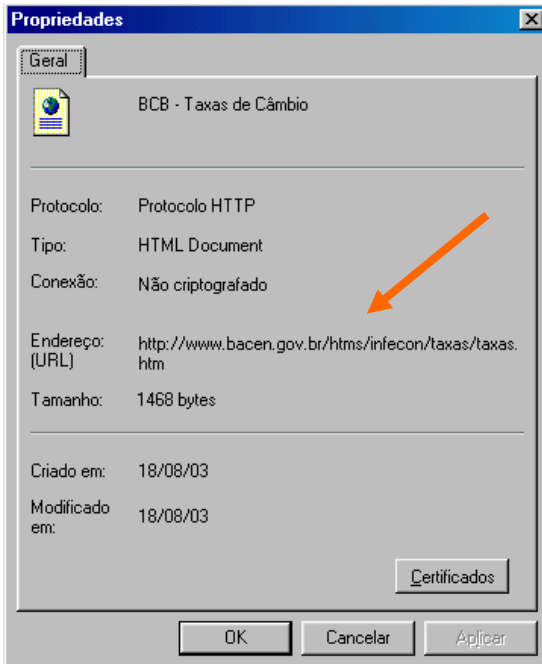 Propriedades
Geral
BCB - Taxas de Câmbio
Protocolo: Protocolo HTTP
Tipo: HTML Document
Conexão: Não criptografado
Endereço: http://www.bacen.gov.br/htms/infecon/taxas/taxas.
(URL) htm
Tamanho: 1468 bytes
Criado em: 18/08/03
Modificado 18/08/03
em:
Certificados
OK Cancelar Aplicar